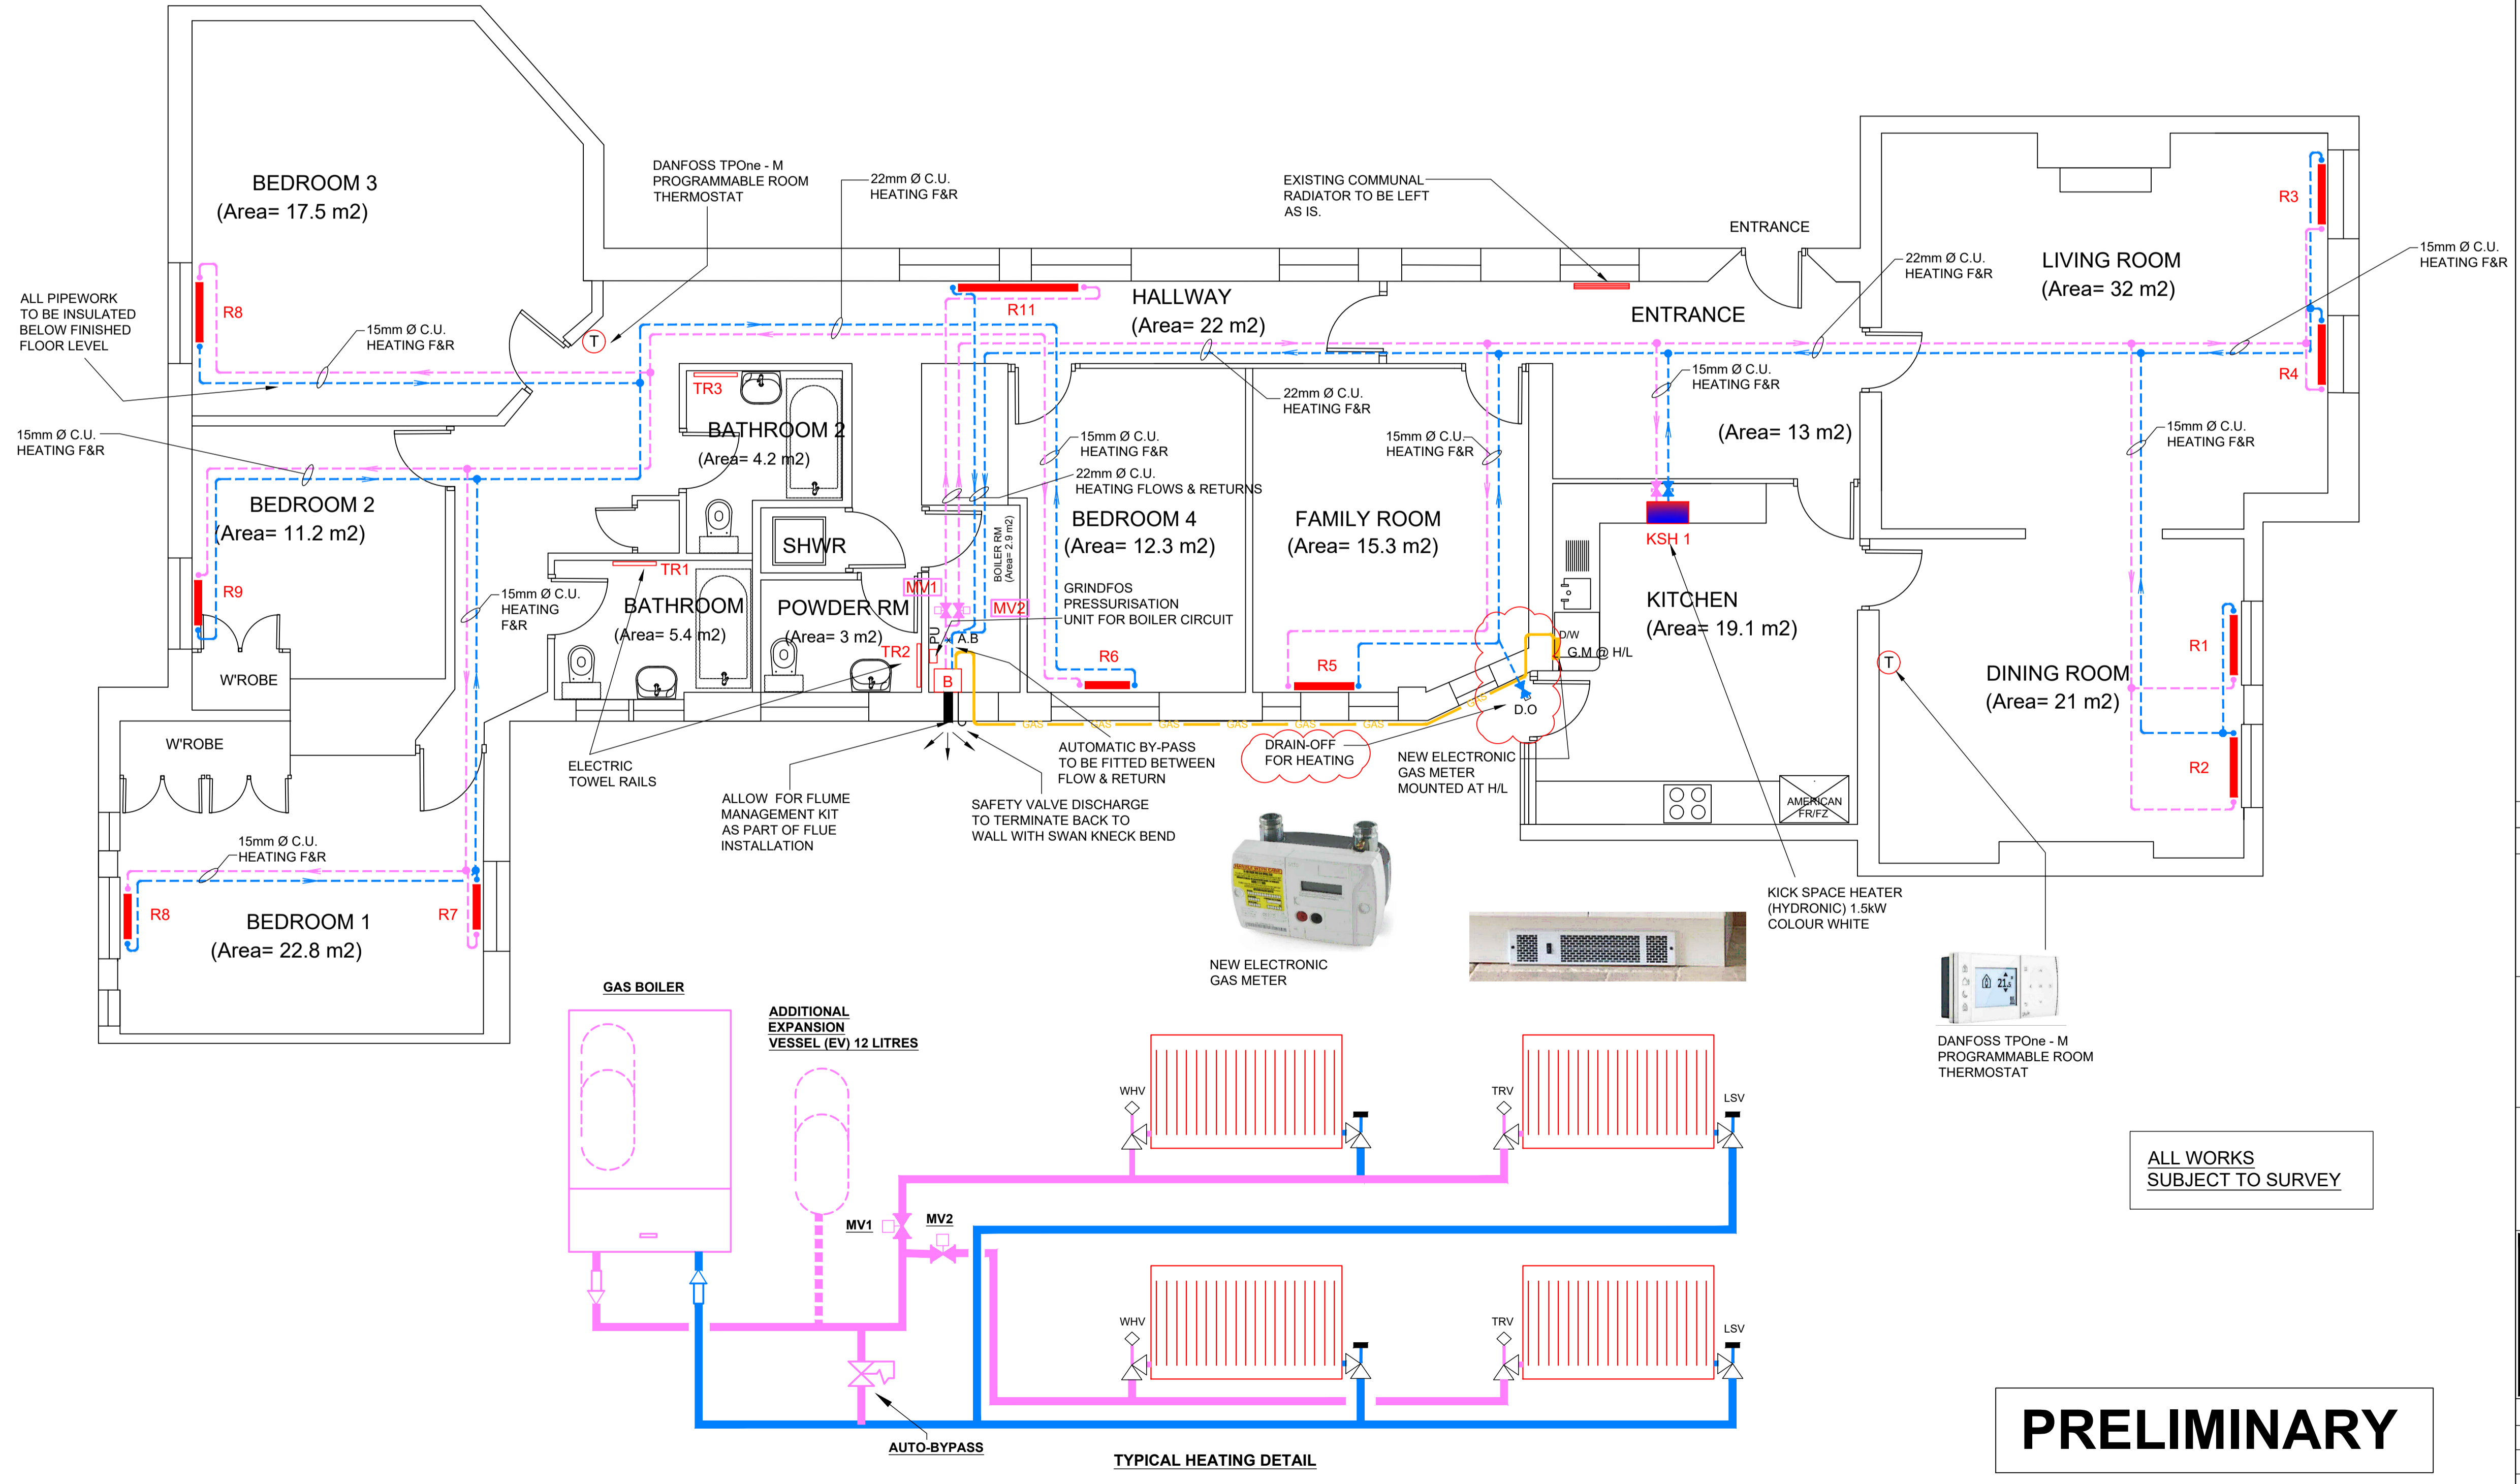 BEDROOM 3
(Area= 17.5 m2)
DANFOSS TPOne - M
PROGRAMMABLE ROOM
THERMOSTAT
22mm Ø C.U.
HEATING F&R
EXISTING COMMUNAL
RADIATOR TO BE LEFT
AS IS.
ENTRANCE
22mm Ø C.U.
HEATING F&R
LIVING ROOM
(Area= 32 m2)
R3
15mm Ø C.U.
HEATING F&R
ALL PIPEWORK
TO BE INSULATED
BELOW FINISHED
FLOOR LEVEL
R8
15mm Ø C.U.
HEATING F&R
T
R11
HALLWAY
(Area= 22 m2)
ENTRANCE
R4
15mm Ø C.U.
HEATING F&R
TR3
BATHROOM 2
(Area= 4.2 m2)
22mm Ø C.U.
HEATING F&R
15mm Ø C.U.
HEATING F&R
(Area= 13 m2)
15mm Ø C.U.
HEATING F&R
15mm Ø C.U.
HEATING F&R
22mm Ø C.U.
HEATING FLOWS & RETURNS
15mm Ø C.U.
HEATING F&R
BEDROOM 2
(Area= 11.2 m2)
R9
15mm Ø C.U.
HEATING
F&R
SHWR
BOILER RM
(Area= 2.9 m2)
BEDROOM 4
(Area= 12.3 m2)
FAMILY ROOM
(Area= 15.3 m2)
KSH 1
TR1
BATHROOM
(Area= 5.4 m2)
POWDER RM
(Area= 3 m2)
TR2
MV1
MV2
PU
A.B
B
GRINDFOS
PRESSURISATION
UNIT FOR BOILER CIRCUIT
R6
R5
D/W
G.M @ H/L
KITCHEN
(Area= 19.1 m2)
T
DINING ROOM
(Area= 21 m2)
R1
R2
W'ROBE
W'ROBE
GAS
GAS
GAS
GAS
GAS
GAS
GAS
D.O
ELECTRIC
TOWEL RAILS
ALLOW FOR FLUME
MANAGEMENT KIT
AS PART OF FLUE
INSTALLATION
AUTOMATIC BY-PASS
TO BE FITTED BETWEEN
FLOW & RETURN
SAFETY VALVE DISCHARGE
TO TERMINATE BACK TO
WALL WITH SWAN KNECK BEND
DRAIN-OFF
FOR HEATING
NEW ELECTRONIC
GAS METER
MOUNTED AT H/L
AMERICAN
FR/FZ
15mm Ø C.U.
HEATING F&R
R8
BEDROOM 1
(Area= 22.8 m2)
R7
KICK SPACE HEATER
(HYDRONIC) 1.5kW
COLOUR WHITE
NEW ELECTRONIC
GAS METER
21.5
DANFOSS TPOne - M
PROGRAMMABLE ROOM
THERMOSTAT
GAS BOILER
ADDITIONAL
EXPANSION
VESSEL (EV) 12 LITRES
WHV
TRV
LSV
MV1
MV2
WHV
TRV
LSV
AUTO-BYPASS
TYPICAL HEATING DETAIL
ALL WORKS
SUBJECT TO SURVEY
PRELIMINARY